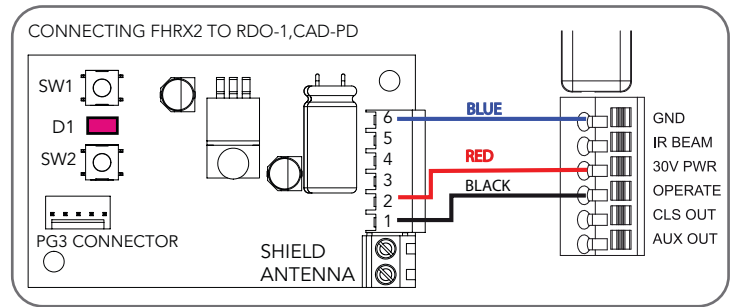 CONNECTING FHRX2 TO RDO-1,CAD-PD
SW1
D1
SW2
PG3 CONNECTOR
SHIELD
ANTENNA
6
5
4
3
2
1
BLUE
RED
BLACK
GND
IR BEAM
30V PWR
OPERATE
CLS OUT
AUX OUT